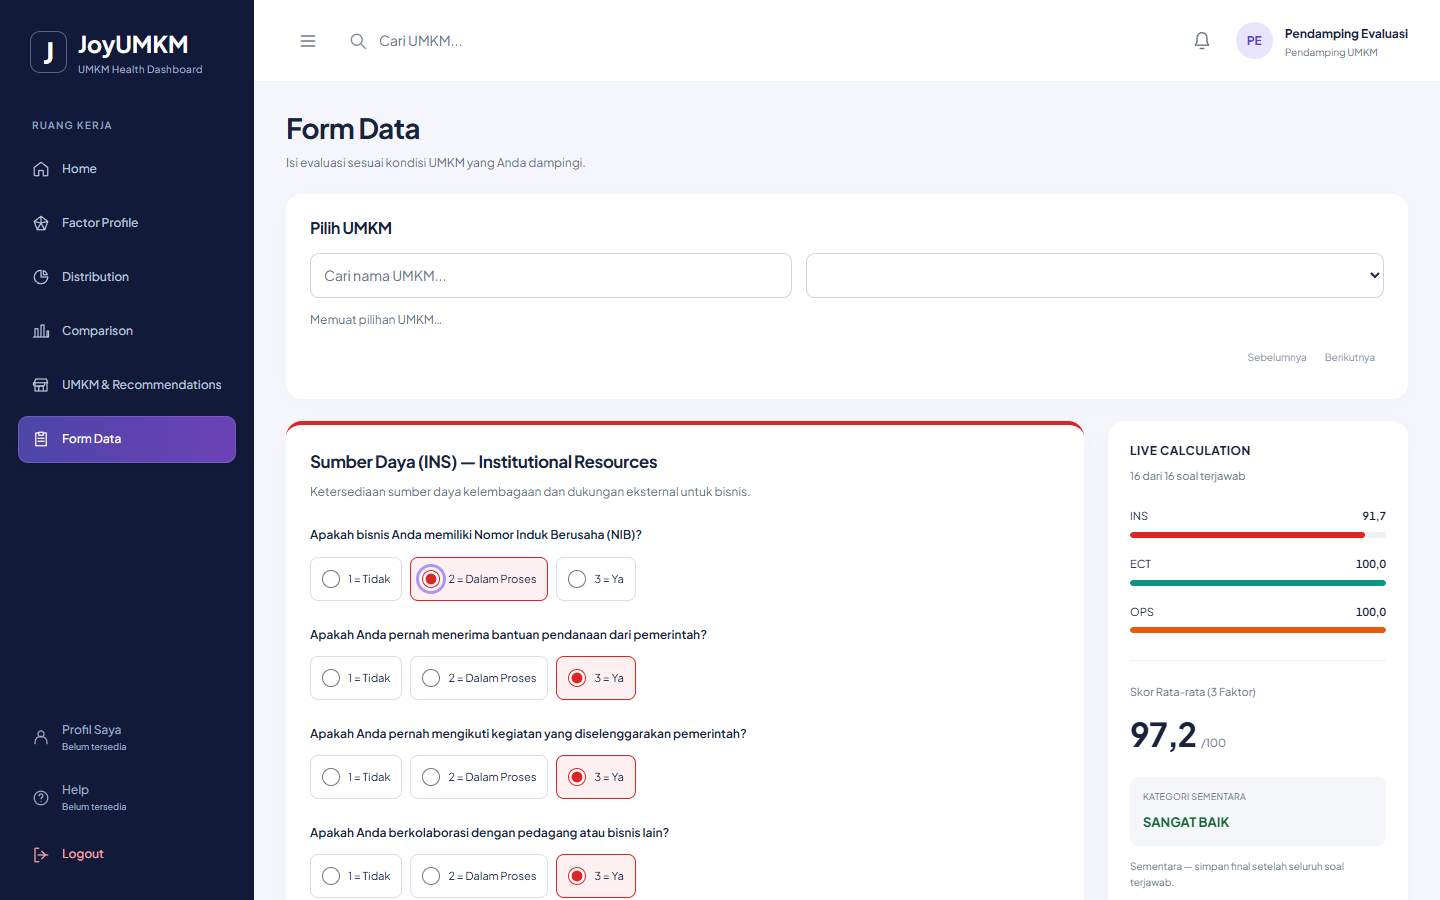 J
JoyUMKM
UMKM Health Dashboard
RUANG KERJA
Home
Factor Profile
Distribution
Comparison
UMKM & Recommendations
Form Data
Profil Saya
Belum tersedia
Help
Belum tersedia
Logout
Cari UMKM...
PE
Pendamping Evaluasi
Pendamping UMKM
Form Data
Isi evaluasi sesuai kondisi UMKM yang Anda dampingi.
Pilih UMKM
Cari nama UMKM...
Memuat pilihan UMKM...
Sebelumnya Berikutnya
Sumber Daya (INS) — Institutional Resources
Ketersediaan sumber daya kelembagaan dan dukungan eksternal untuk bisnis.
Apakah bisnis Anda memiliki Nomor Induk Berusaha (NIB)?
1 = Tidak 2 = Dalam Proses 3 = Ya
Apakah Anda pernah menerima bantuan pendanaan dari pemerintah?
1 = Tidak 2 = Dalam Proses 3 = Ya
Apakah Anda pernah mengikuti kegiatan yang diselenggarakan pemerintah?
1 = Tidak 2 = Dalam Proses 3 = Ya
Apakah Anda berkolaborasi dengan pedagang atau bisnis lain?
1 = Tidak 2 = Dalam Proses 3 = Ya
LIVE CALCULATION
16 dari 16 soal terjawab
INS 91,7
ECT 100,0
OPS 100,0
Skor Rata-rata (3 Faktor)
97,2 /100
KATEGORI SEMENTARA
SANGAT BAIK
Sementara — simpan final setelah seluruh soal
terjawab.